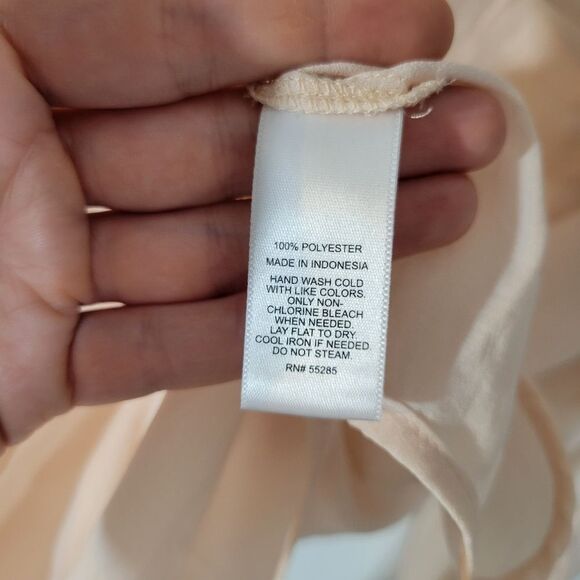 100% POLYESTER
MADE IN INDONESIA
HAND WASH COLD
WITH LIKE COLORS.
ONLY NON-
CHLORINE BLEACH
WHEN NEEDED.
LAY FLAT TO DRY.
COOL IRON IF NEEDED.
DO NOT STEAM.
RN# 55285